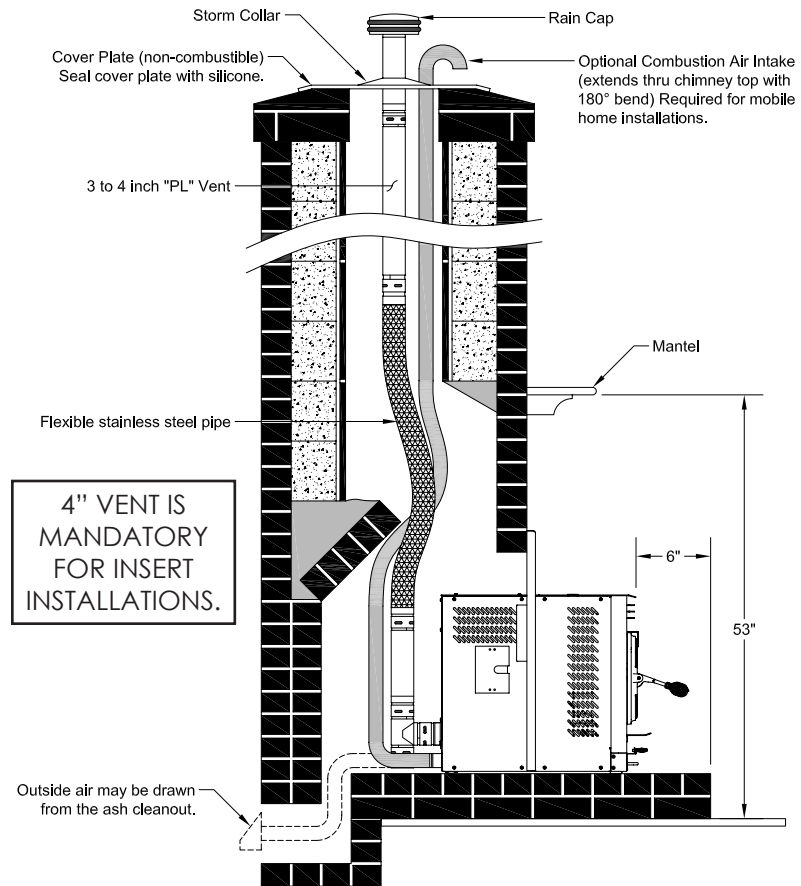 Storm Collar
Rain Cap
Cover Plate (non-combustible)
Seal cover plate with silicone.
Optional Combustion Air Intake
(extends thru chimney top with
180° bend) Required for mobile
home installations.
3 to 4 inch "PL" Vent
Mantel
Flexible stainless steel pipe
4” VENT IS
MANDATORY
FOR INSERT
INSTALLATIONS.
6"
53"
Outside air may be drawn
from the ash cleanout.